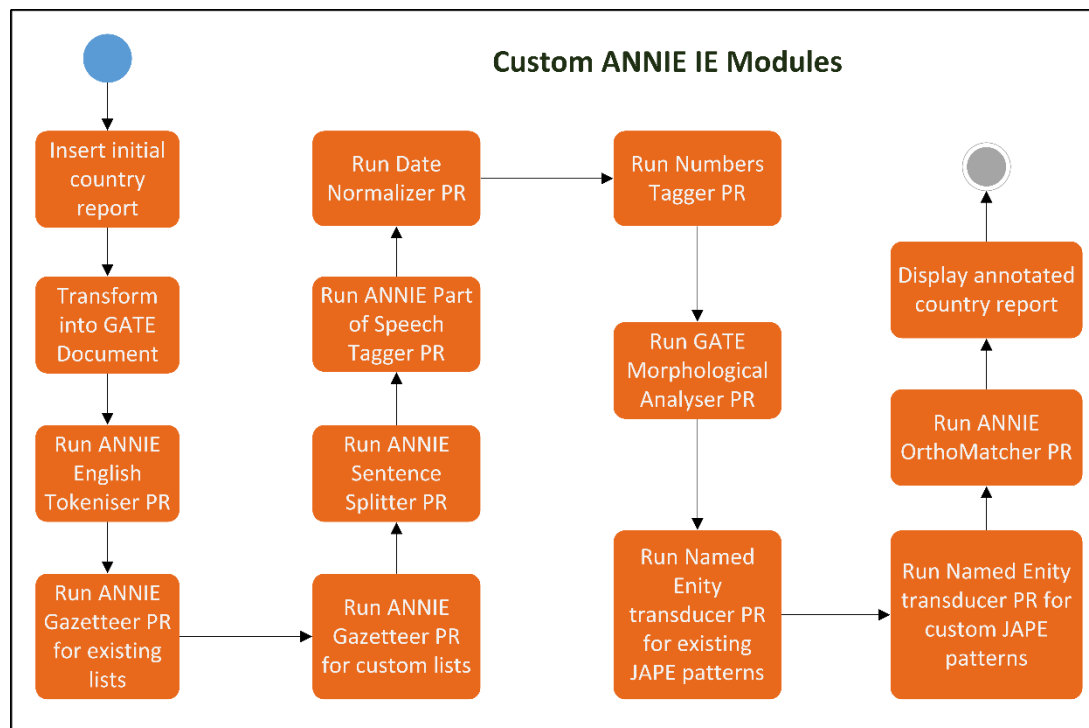 Custom ANNIE IE Modules
Insert initial
country
report
Transform
into GATE
Document
Run ANNIE
English
Tokeniser PR
Run ANNIE
Gazetteer PR
for existing
lists
Run ANNIE
Gazetteer PR
for custom lists
Run ANNIE
Sentence
Splitter PR
Run ANNIE Part
of Speech
Tagger PR
Run Date
Normalizer PR
Run Numbers
Tagger PR
Run GATE
Morphological
Analyser PR
Run Named
Enity
transducer PR
for existing
JAPE patterns
Run Named Enity
transducer PR for
custom JAPE
patterns
Run ANNIE
OrthoMatcher PR
Display annotated
country report